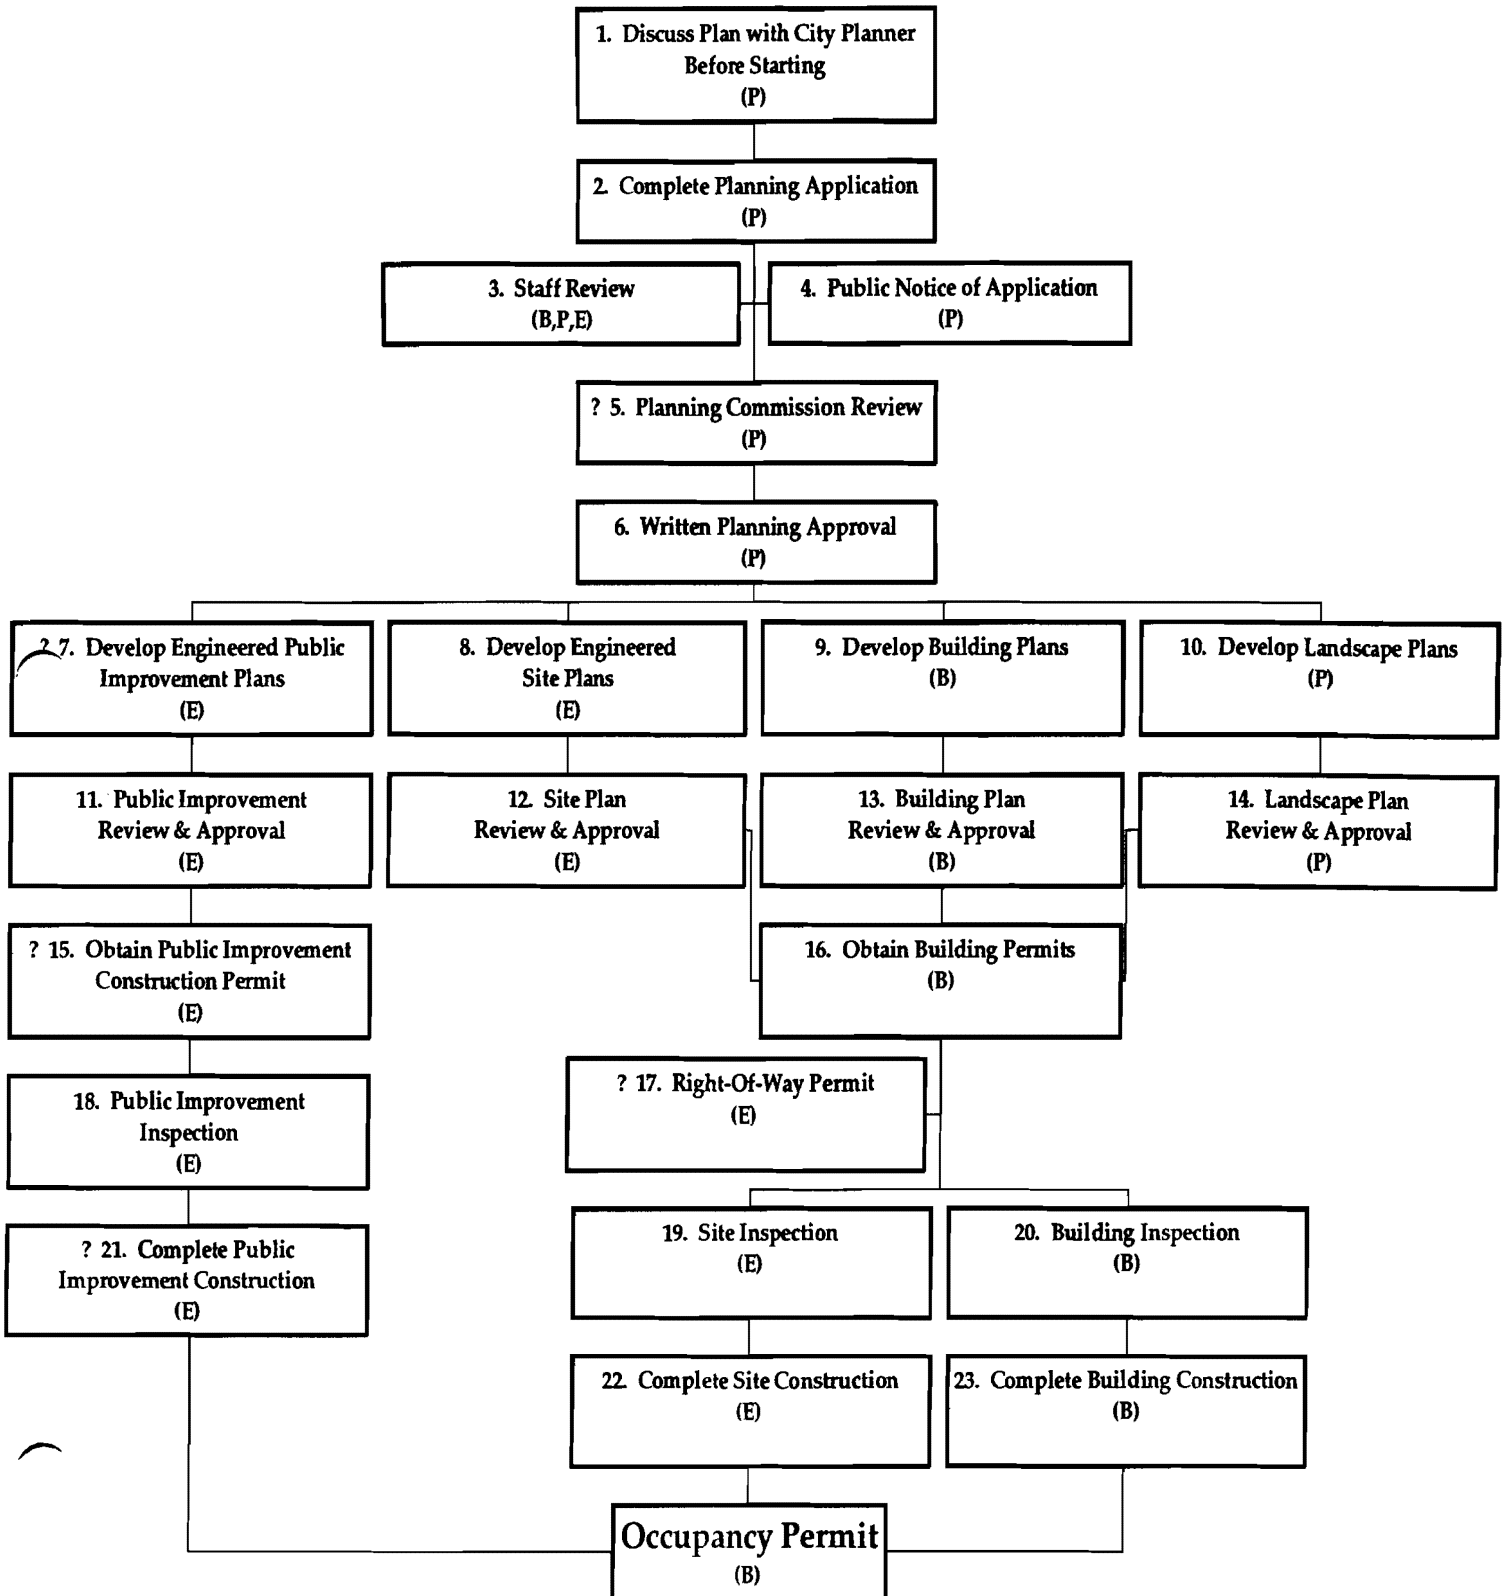 1. Discuss Plan with City Planner
Before Starting
(P)
2. Complete Planning Application
(P)
3. Staff Review
(B,P,E)
4. Public Notice of Application
(P)
? 5. Planning Commission Review
(P)
6. Written Planning Approval
(P)
? 7. Develop Engineered Public
Improvement Plans
(E)
8. Develop Engineered
Site Plans
(E)
9. Develop Building Plans
(B)
10. Develop Landscape Plans
(P)
11. Public Improvement
Review & Approval
(E)
12. Site Plan
Review & Approval
(E)
13. Building Plan
Review & Approval
(B)
14. Landscape Plan
Review & Approval
(P)
? 15. Obtain Public Improvement
Construction Permit
(E)
16. Obtain Building Permits
(B)
? 17. Right-Of-Way Permit
(E)
18. Public Improvement
Inspection
(E)
19. Site Inspection
(E)
20. Building Inspection
(B)
? 21. Complete Public
Improvement Construction
(E)
22. Complete Site Construction
(E)
23. Complete Building Construction
(B)
Occupancy Permit
(B)